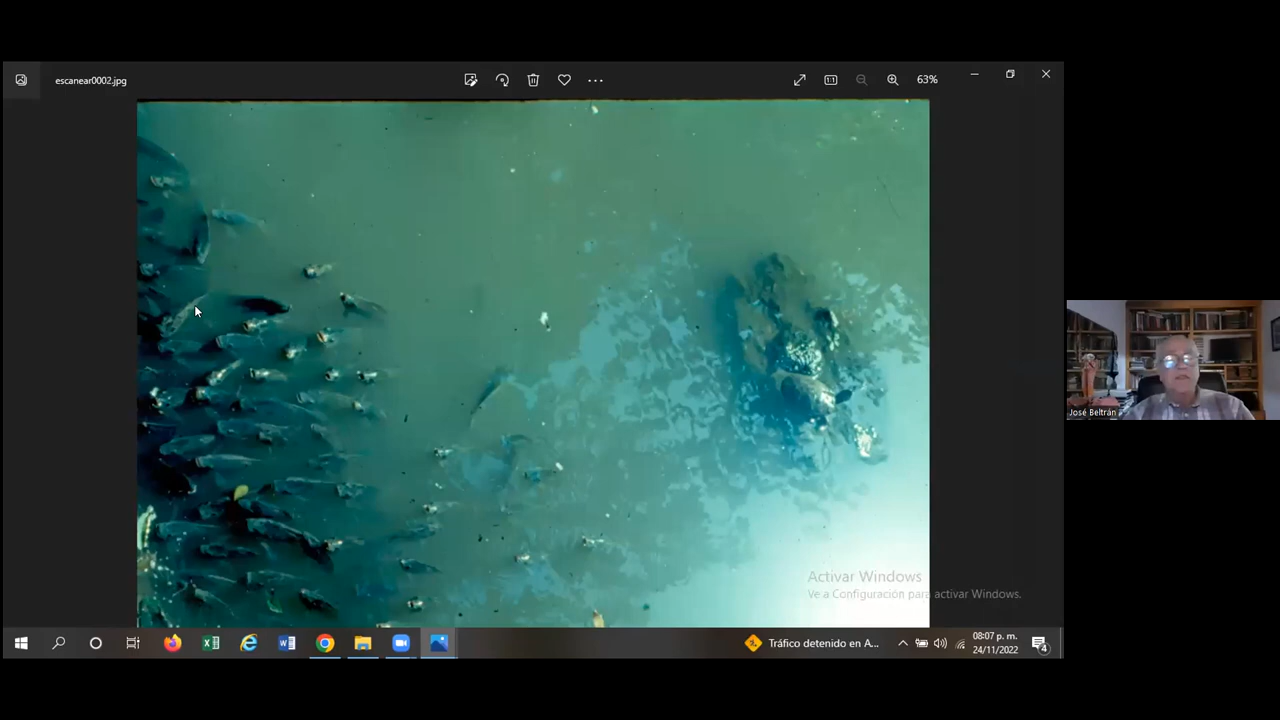 escanear0002.jpg
63%
José Beltrán
Activar Windows
Ve a Configuración para activar Windows.
Tráfico detenido en A...
08:07 p. m.
24/11/2022
4